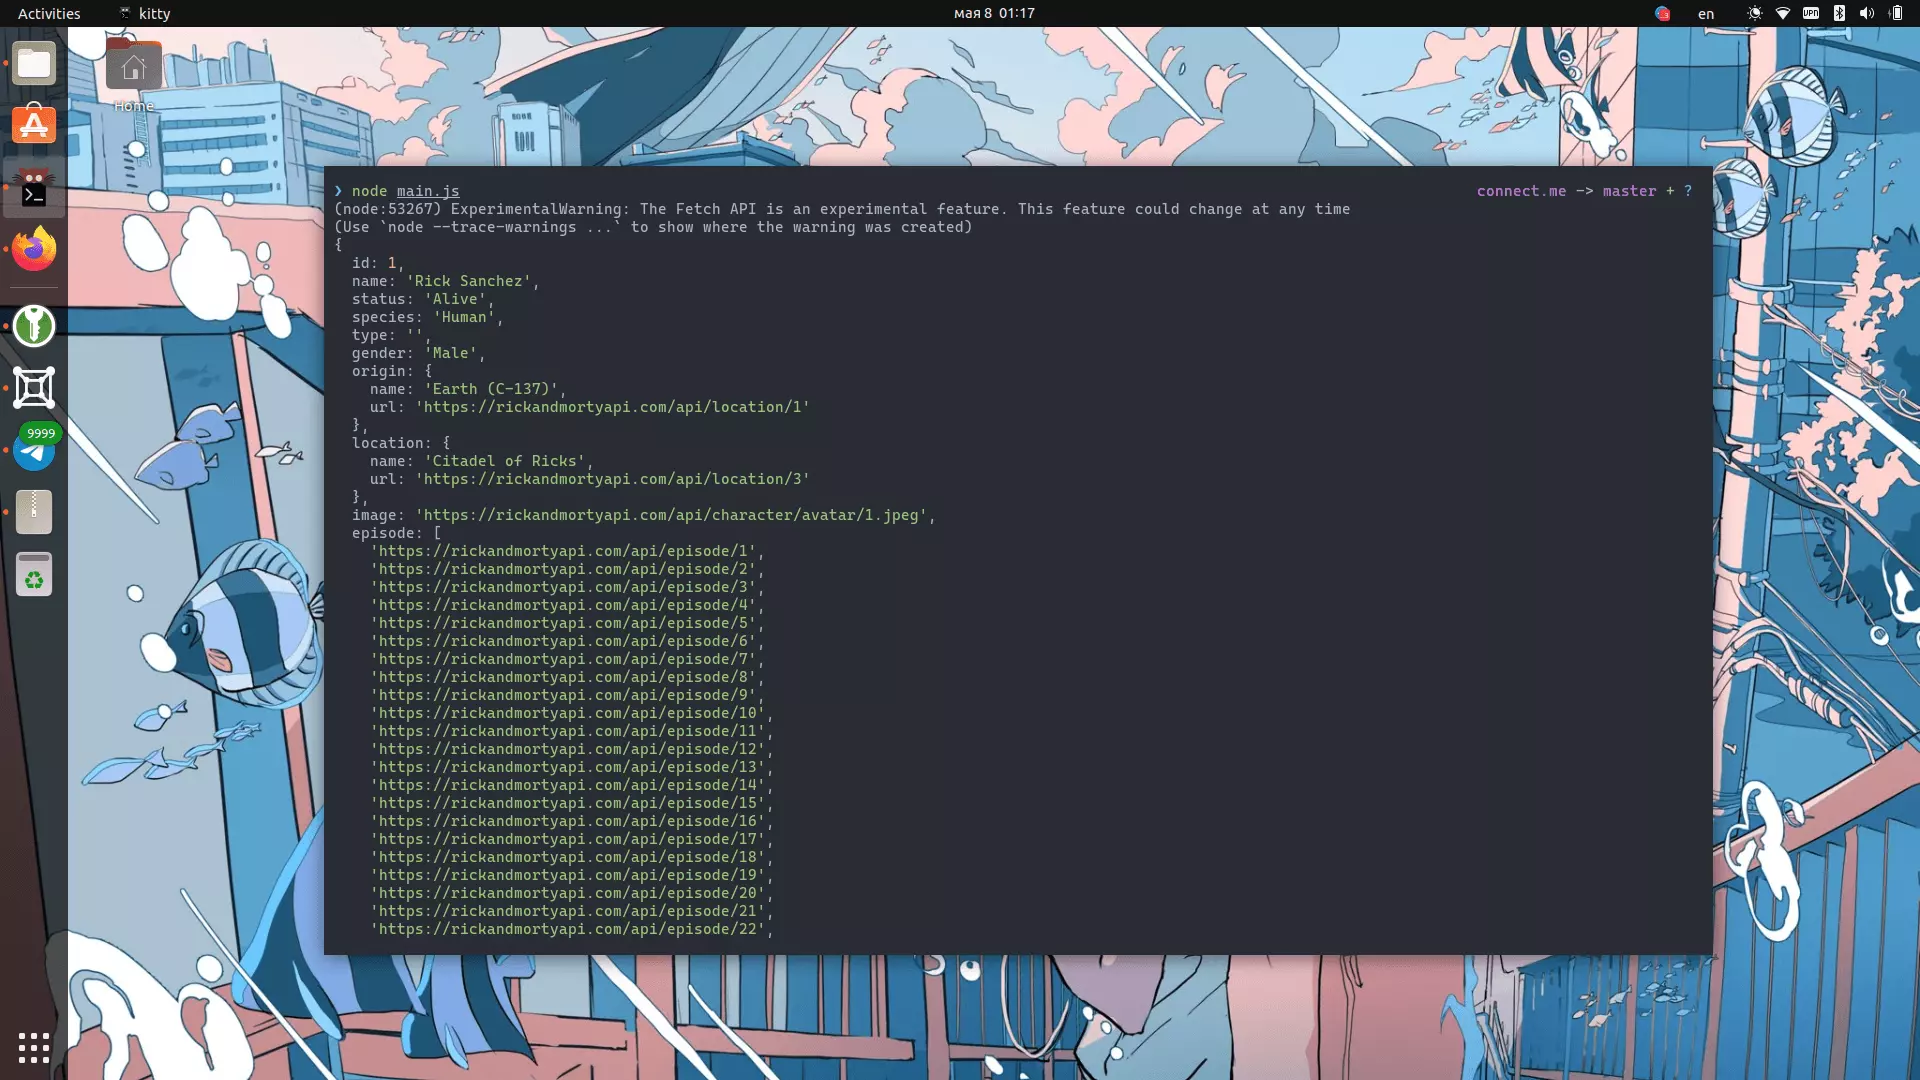 Activities
kitty
мая 8 01:17
en
VPN
Home
9999
❯ node main.js
connect.me -> master + ?
(node:53267) ExperimentalWarning: The Fetch API is an experimental feature. This feature could change at any time
(Use `node --trace-warnings ...` to show where the warning was created)
{
id: 1,
name: 'Rick Sanchez',
status: 'Alive',
species: 'Human',
type: '',
gender: 'Male',
origin: {
name: 'Earth (C-137)',
url: 'https://rickandmortyapi.com/api/location/1'
},
location: {
name: 'Citadel of Ricks',
url: 'https://rickandmortyapi.com/api/location/3'
},
image: 'https://rickandmortyapi.com/api/character/avatar/1.jpeg',
episode: [
'https://rickandmortyapi.com/api/episode/1',
'https://rickandmortyapi.com/api/episode/2',
'https://rickandmortyapi.com/api/episode/3',
'https://rickandmortyapi.com/api/episode/4',
'https://rickandmortyapi.com/api/episode/5',
'https://rickandmortyapi.com/api/episode/6',
'https://rickandmortyapi.com/api/episode/7',
'https://rickandmortyapi.com/api/episode/8',
'https://rickandmortyapi.com/api/episode/9',
'https://rickandmortyapi.com/api/episode/10',
'https://rickandmortyapi.com/api/episode/11',
'https://rickandmortyapi.com/api/episode/12',
'https://rickandmortyapi.com/api/episode/13',
'https://rickandmortyapi.com/api/episode/14',
'https://rickandmortyapi.com/api/episode/15',
'https://rickandmortyapi.com/api/episode/16',
'https://rickandmortyapi.com/api/episode/17',
'https://rickandmortyapi.com/api/episode/18',
'https://rickandmortyapi.com/api/episode/19',
'https://rickandmortyapi.com/api/episode/20',
'https://rickandmortyapi.com/api/episode/21',
'https://rickandmortyapi.com/api/episode/22',